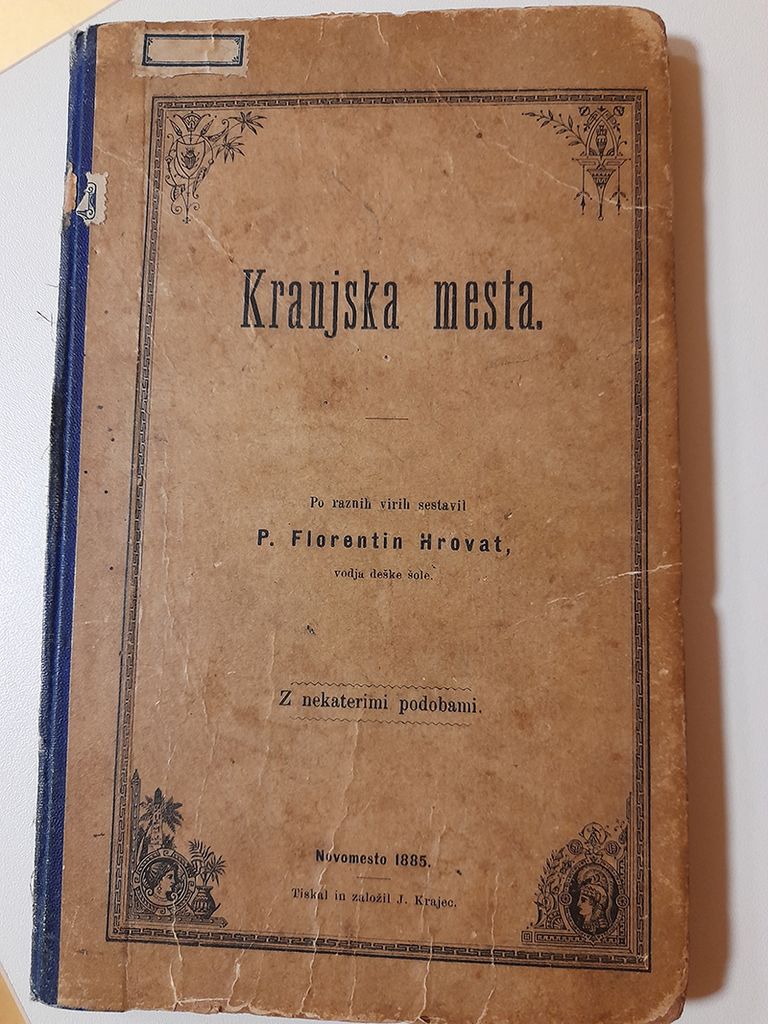 Kranjska mesta.
Po raznih virih sestavil
P. Florentin Hrovat,
vodja deške šole.
Z nekaterimi podobami.
Novomesto 1885.
Tiskal in založil J. Krajec.